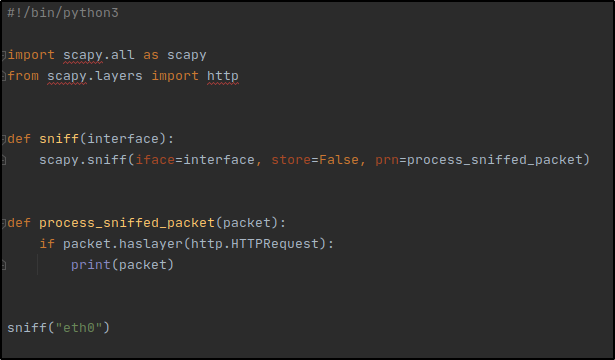 #!/bin/python3
import scapy.all as scapy
from scapy.layers import http
def sniff(interface):
    scapy.sniff(iface=interface, store=False, prn=process_sniffed_packet)
def process_sniffed_packet(packet):
    if packet.haslayer(http.HTTPRequest):
        print(packet)
sniff("eth0")